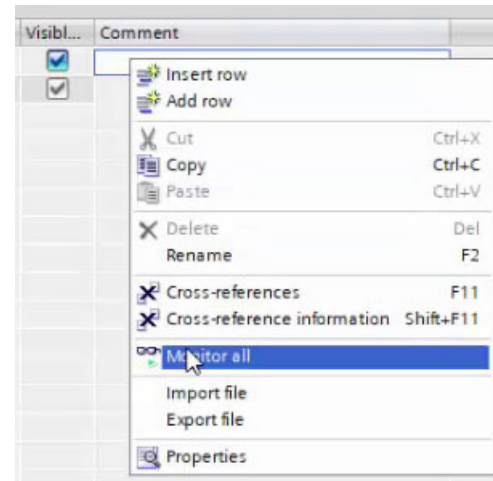 Visibl... Comment
Insert row
Add row
Cut Ctrl+X
Copy Ctrl+C
Paste Ctrl+V
Delete Del
Rename F2
Cross-references F11
Cross-reference information Shift+F11
Monitor all
Import file
Export file
Properties